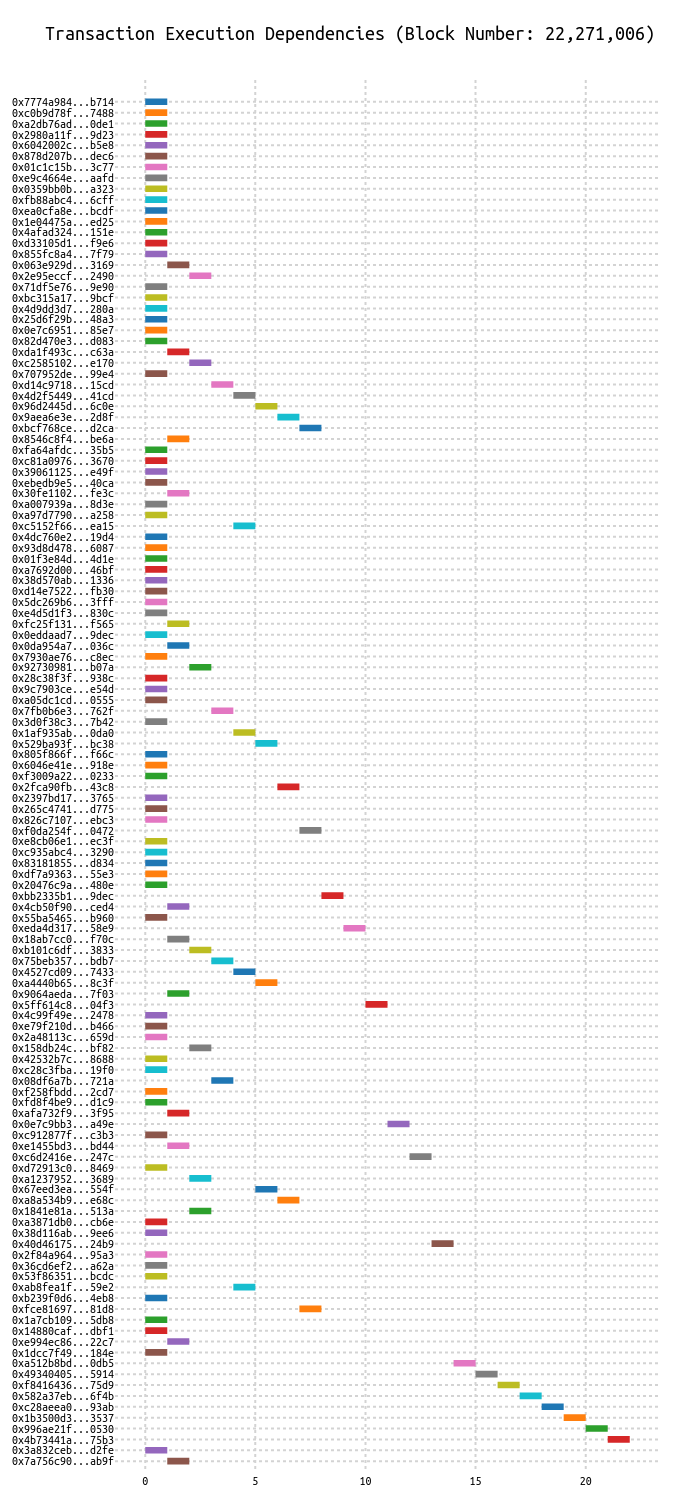 Transaction Execution Dependencies (Block Number: 22,271,006)
0x7774a984...b714
0xc0b9d78f...7488
0xa2db76ad...0de1
0x2980a11f...9d23
0x6042002c...b5e8
0x878d207b...dec6
0x01c1c15b...3c77
0xe9c4664e...aafd
0x0359bb0b...a323
0xfb88abc4...6cff
0xea0cfa8e...bcdf
0x1e04475a...ed25
0x4afad324...151e
0xd33105d1...f9e6
0x855fc8a4...7f79
0x063e929d...3169
0x2e95eccf...2490
0x71df5e76...9e90
0xbc315a17...9bcf
0x4d9dd3d7...280a
0x25d6f29b...48a3
0x0e7c6951...85e7
0x82d470e3...d083
0xda1f493c...c63a
0xc2585102...e170
0x707952de...99e4
0xd14c9718...15cd
0x4d2f5449...41cd
0x96d2445d...6c0e
0x9aea6e3e...2d8f
0xbcf768ce...d2ca
0x8546c8f4...be6a
0xfa64afdc...35b5
0xc81a0976...3670
0x39061125...e49f
0xebedb9e5...40ca
0x30fe1102...fe3c
0xa007939a...8d3e
0xa97d7790...a258
0xc5152f66...ea15
0x4dc760e2...19d4
0x93d8d478...6087
0x01f3e84d...4d1e
0xa7692d00...46bf
0x38d570ab...1336
0xd14e7522...fb30
0x5dc269b6...3fff
0xe4d5d1f3...830c
0xfc25f131...f565
0x0eddaad7...9dec
0x0da954a7...036c
0x7930ae76...c8ec
0x92730981...b07a
0x28c38f3f...938c
0x9c7903ce...e54d
0xa05dc1cd...0555
0x7fb0b6e3...762f
0x3d0f38c3...7b42
0x1af935ab...0da0
0x529ba93f...bc38
0x805f866f...f66c
0x6046e41e...918e
0xf3009a22...0233
0x2fca90fb...43c8
0x2397bd17...3765
0x265c4741...d775
0x826c7107...ebc3
0xf0da254f...0472
0xe8cb06e1...ec3f
0xc935abc4...3290
0x83181855...d834
0xdf7a9363...55e3
0x20476c9a...480e
0xbb2335b1...9dec
0x4cb50f90...ced4
0x55ba5465...b960
0xeda4d317...58e9
0x18ab7cc0...f70c
0xb101c6df...3833
0x75beb357...bdb7
0x4527cd09...7433
0xa4440b65...8c3f
0x9064aeda...7f03
0x5ff614c8...04f3
0x4c99f49e...2478
0xe79f210d...b466
0x2a48113c...659d
0x158db24c...bf82
0x42532b7c...8688
0xc28c3fba...19f0
0x08df6a7b...721a
0xf258fbdd...2cd7
0xfd8f4be9...d1c9
0xafa732f9...3f95
0x0e7c9bb3...a49e
0xc912877f...c3b3
0xe1455bd3...bd44
0xc6d2416e...247c
0xd72913c0...8469
0xa1237952...3689
0x67eed3ea...554f
0xa8a534b9...e68c
0x1841e81a...513a
0xa3871db0...cb6e
0x38d116ab...9ee6
0x40d46175...24b9
0x2f84a964...95a3
0x36cd6ef2...a62a
0x53f86351...bcdc
0xab8fea1f...59e2
0xb239f0d6...4eb8
0xfce81697...81d8
0x1a7cb109...5db8
0x14880caf...dbf1
0xe994ec86...22c7
0x1dcc7f49...184e
0xa512b8bd...0db5
0x49340405...5914
0xf8416436...75d9
0x582a37eb...6f4b
0xc28aeea0...93ab
0x1b3500d3...3537
0x996ae21f...0530
0x4b73441a...75b3
0x3a832ceb...d2fe
0x7a756c90...ab9f
0 5 10 15 20